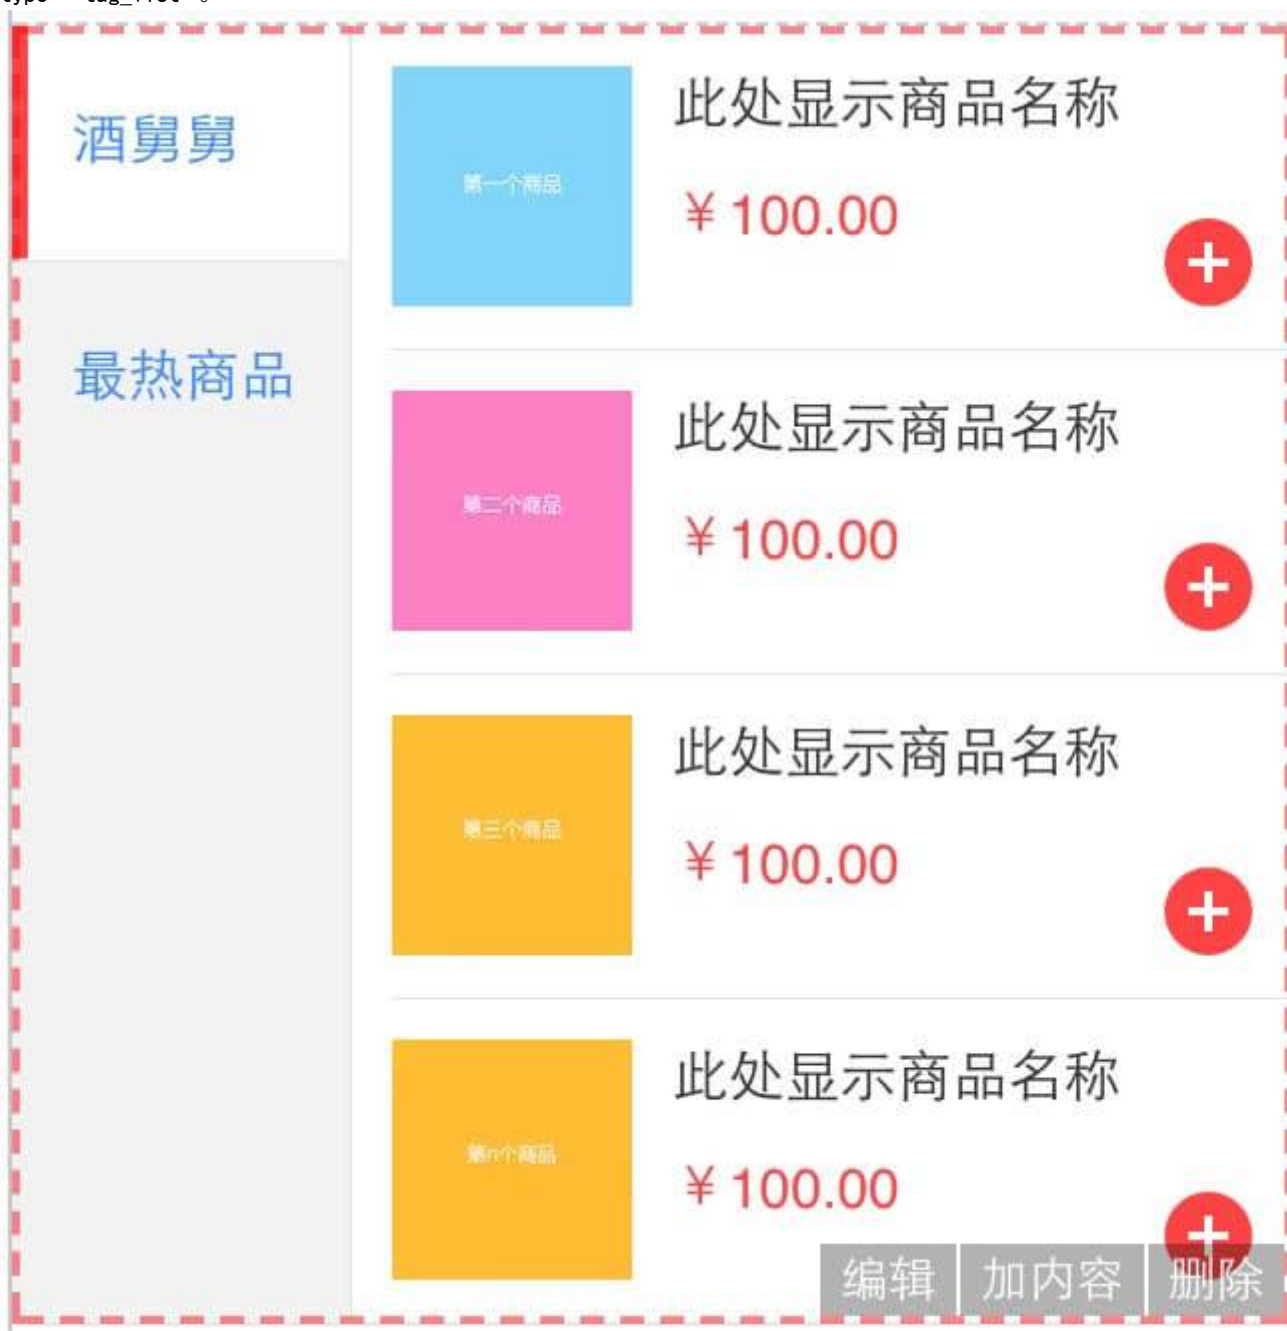 酒舅舅
最热商品
第一个商品
此处显示商品名称
¥100.00
第二个商品
此处显示商品名称
¥100.00
第三个商品
此处显示商品名称
¥100.00
第n个商品
此处显示商品名称
¥100.00
编辑 加内容 删除